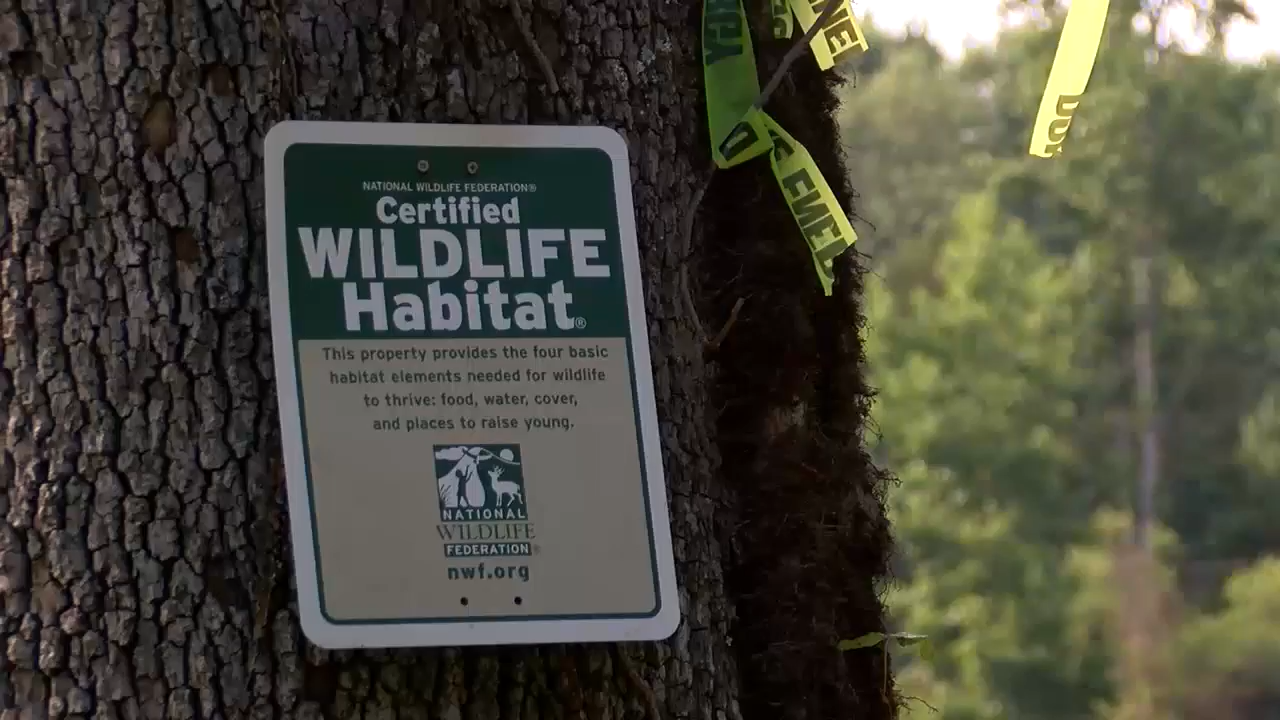 NATIONAL WILDLIFE FEDERATION®
Certified
WILDLIFE
Habitat®
This property provides the four basic
habitat elements needed for wildlife
to thrive: food, water, cover,
and places to raise young.
NATIONAL
WILDLIFE
FEDERATION®
nwf.org